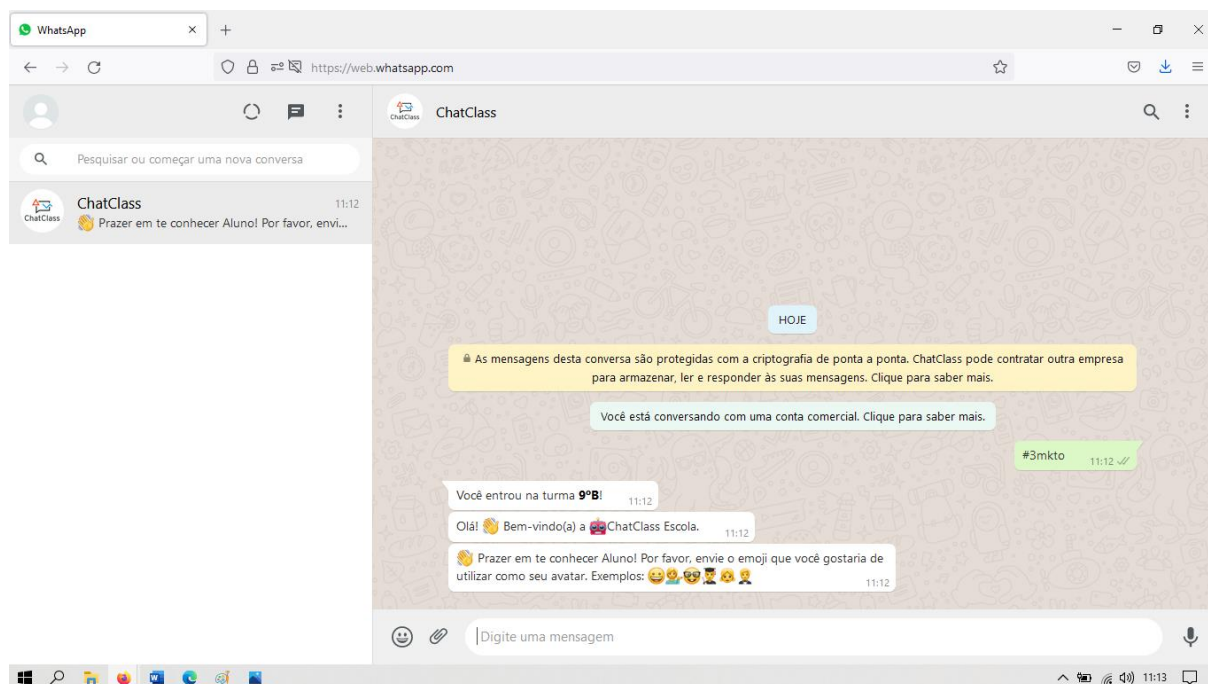 WhatsApp
https://web.whatsapp.com
ChatClass
Pesquisar ou começar uma nova conversa
ChatClass
ChatClass 11:12
👋 Prazer em te conhecer Aluno! Por favor, envi...
ChatClass
ChatClass
HOJE
As mensagens desta conversa são protegidas com a criptografia de ponta a ponta. ChatClass pode contratar outra empresa
para armazenar, ler e responder às suas mensagens. Clique para saber mais.
Você está conversando com uma conta comercial. Clique para saber mais.
#3mkto 11:12
Você entrou na turma 9ºB! 11:12
Olá! 👋 Bem-vindo(a) a 🤖ChatClass Escola. 11:12
👋 Prazer em te conhecer Aluno! Por favor, envie o emoji que você gostaria de
utilizar como seu avatar. Exemplos: 11:12
Digite uma mensagem
11:13